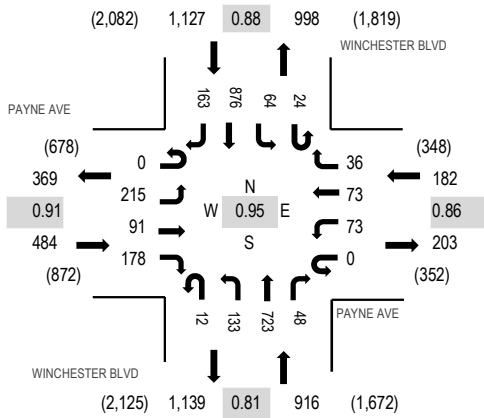 (2,082) 1,127 0.88 998 (1,819)
WINCHESTER BLVD
163 876 64 24
PAYNE AVE
(678) (348)
0 36
369 182
215 73
N
0.91 W 0.95 E 0.86
91 73
S
484 203
178 0
(872) (352)
12 133 723 48
PAYNE AVE
WINCHESTER BLVD
(2,125) 1,139 0.81 916 (1,672)